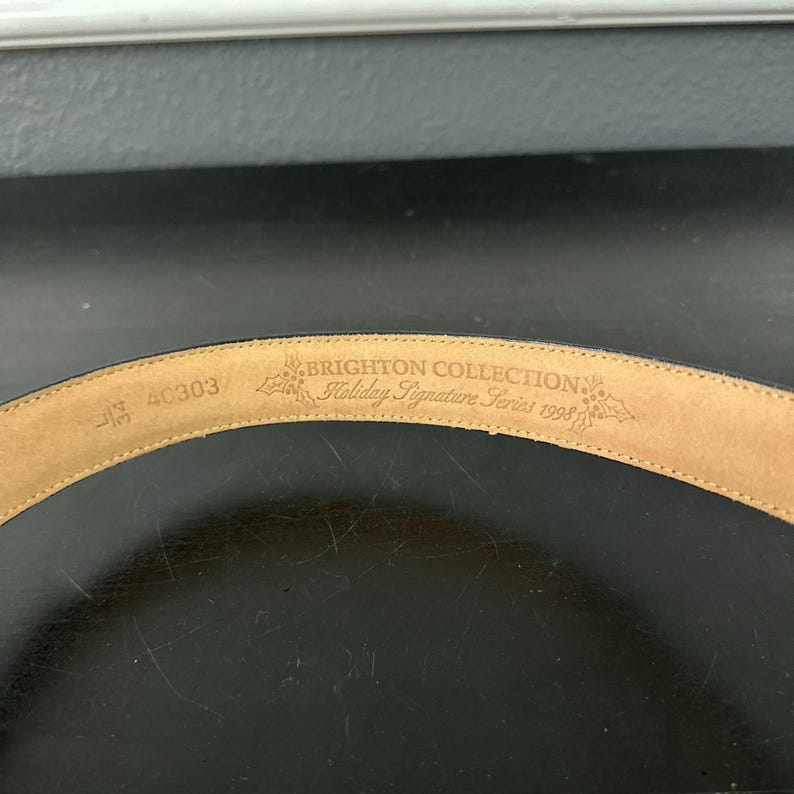 L/34 40303
BRIGHTON COLLECTION
Holiday Signature Series 1998